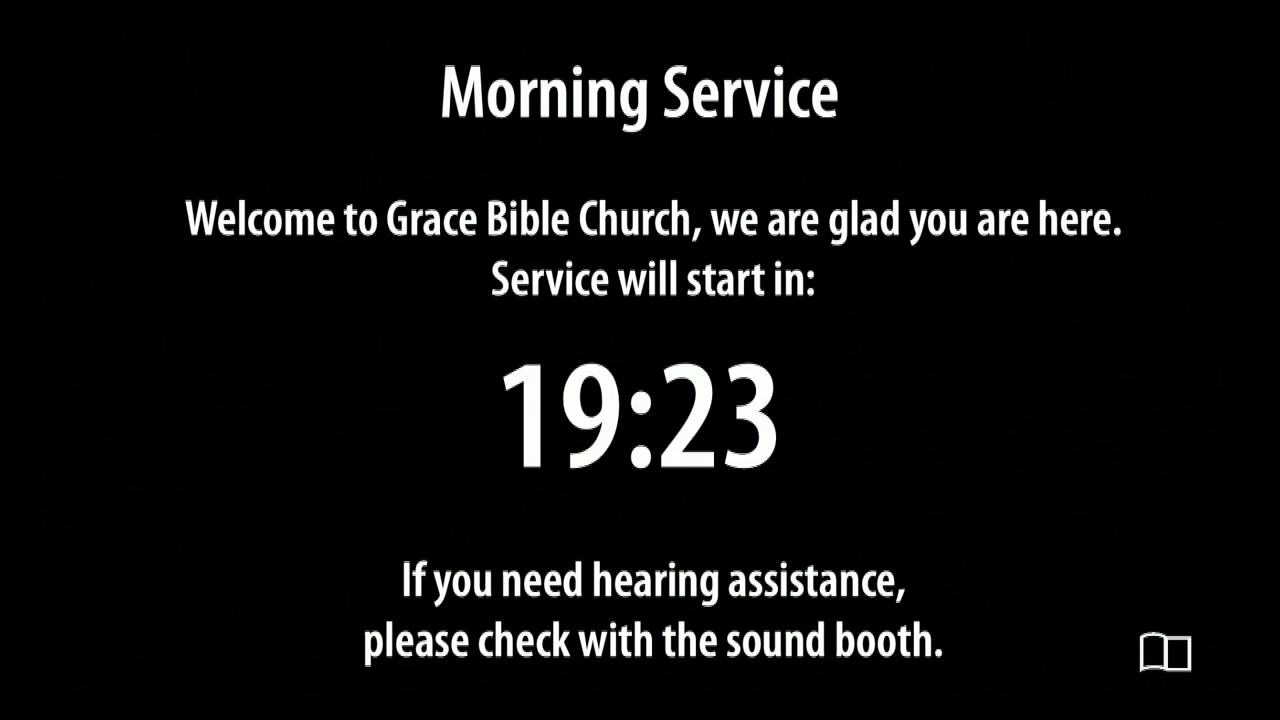 Morning Service
Welcome to Grace Bible Church, we are glad you are here.
Service will start in:
19:23
If you need hearing assistance,
please check with the sound booth.